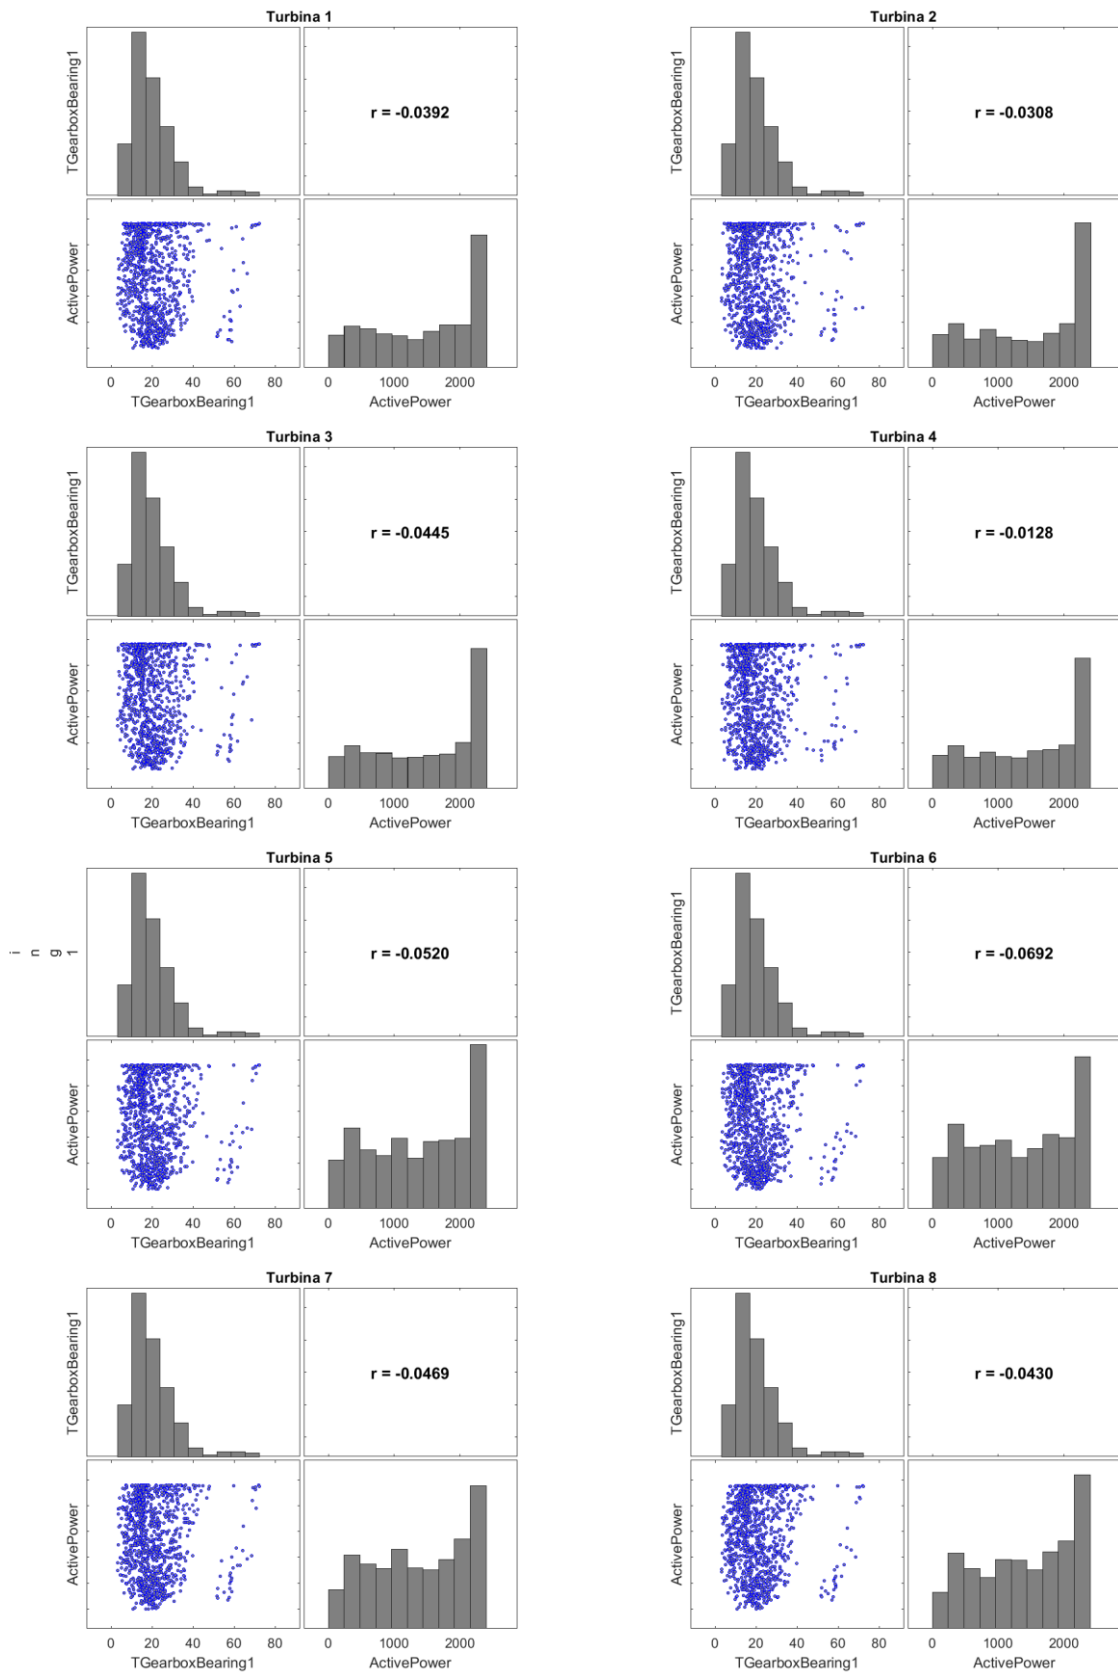 Turbina 1
TGearboxBearing1
r = -0.0392
ActivePower
0 20 40 60 80
0 1000 2000
TGearboxBearing1
ActivePower
Turbina 2
TGearboxBearing1
r = -0.0308
ActivePower
0 20 40 60 80
0 1000 2000
TGearboxBearing1
ActivePower
Turbina 3
TGearboxBearing1
r = -0.0445
ActivePower
0 20 40 60 80
0 1000 2000
TGearboxBearing1
ActivePower
Turbina 4
TGearboxBearing1
r = -0.0128
ActivePower
0 20 40 60 80
0 1000 2000
TGearboxBearing1
ActivePower
Turbina 5
i
n
g
1
r = -0.0520
ActivePower
0 20 40 60 80
0 1000 2000
TGearboxBearing1
ActivePower
Turbina 6
TGearboxBearing1
r = -0.0692
ActivePower
0 20 40 60 80
0 1000 2000
TGearboxBearing1
ActivePower
Turbina 7
TGearboxBearing1
r = -0.0469
ActivePower
0 20 40 60 80
0 1000 2000
TGearboxBearing1
ActivePower
Turbina 8
TGearboxBearing1
r = -0.0430
ActivePower
0 20 40 60 80
0 1000 2000
TGearboxBearing1
ActivePower